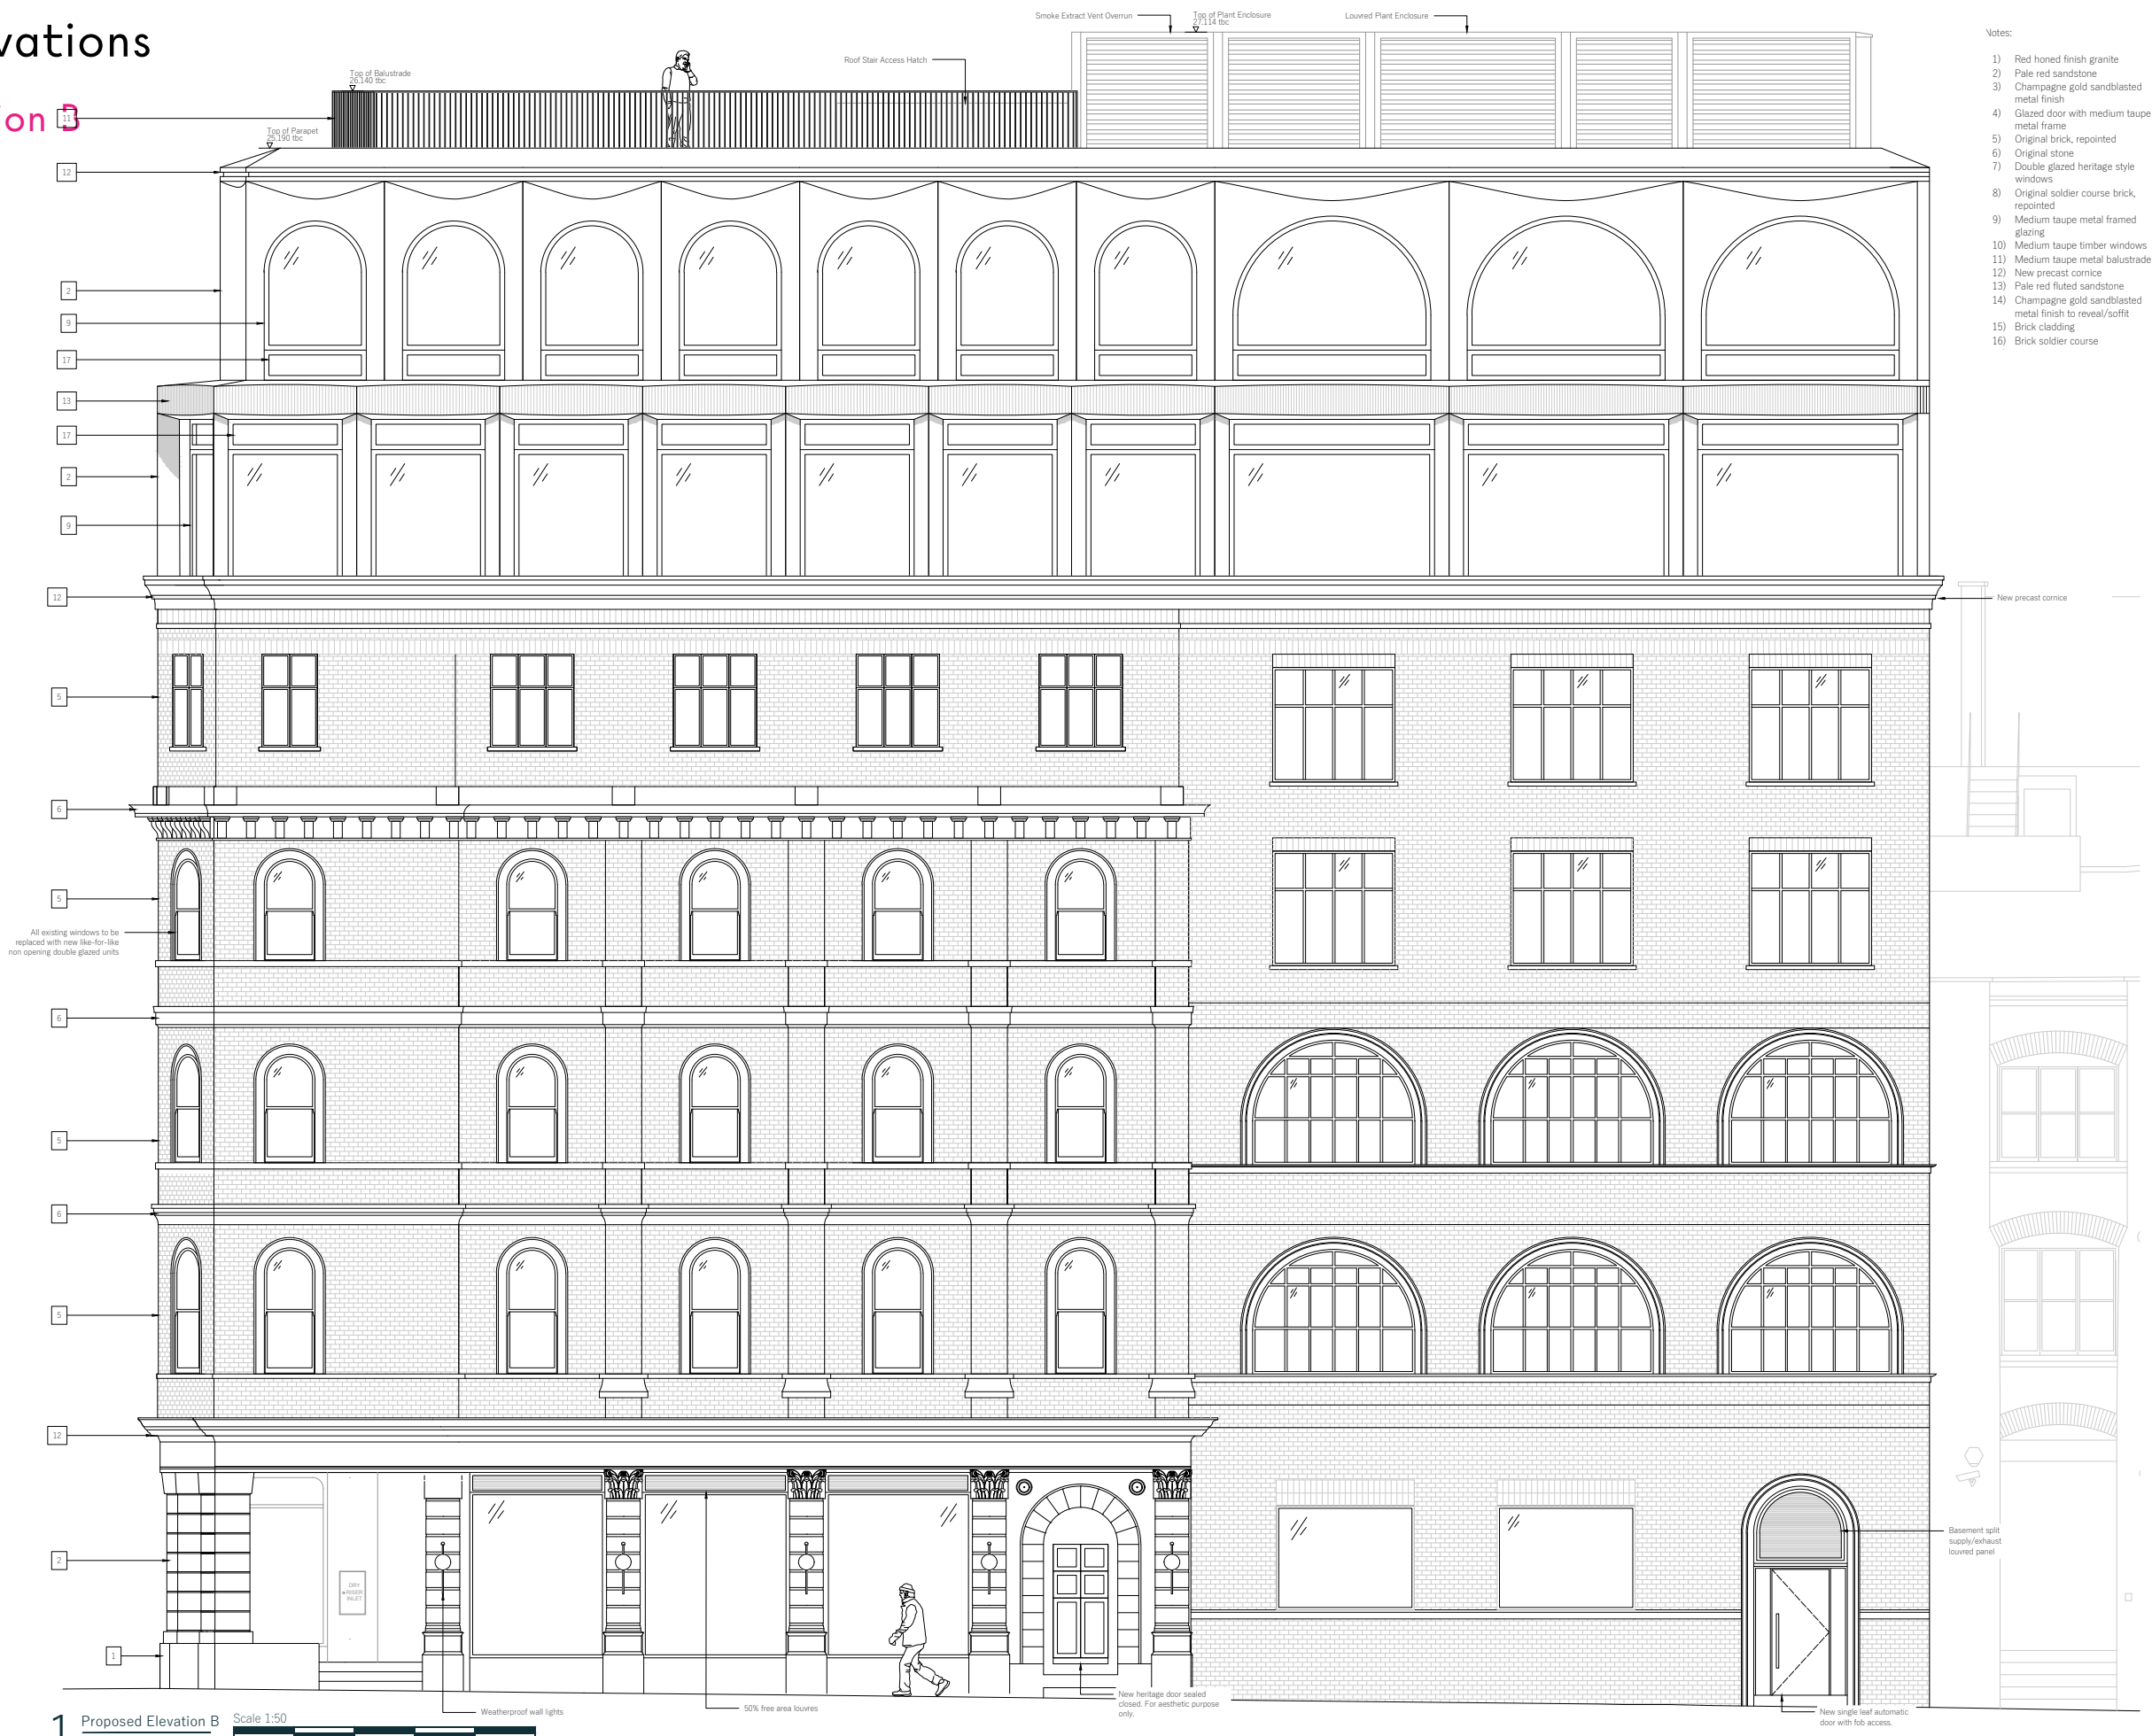 vations
on B
Smoke Extract Vent Overrun
Top of Plant Enclosure
27.114 tbc
Louvred Plant Enclosure
Roof Stair Access Hatch
Top of Balustrade
26.140 tbc
11
Top of Parapet
25.190 tbc
12
2
9
17
13
17
2
9
12
5
6
5
All existing windows to be
replaced with new like-for-like
non opening double glazed units
6
5
6
5
12
2
1
Notes:
1) Red honed finish granite
2) Pale red sandstone
3) Champagne gold sandblasted
metal finish
4) Glazed door with medium taupe
metal frame
5) Original brick, repointed
6) Original stone
7) Double glazed heritage style
windows
8) Original soldier course brick,
repointed
9) Medium taupe metal framed
glazing
10) Medium taupe timber windows
11) Medium taupe metal balustrade
12) New precast cornice
13) Pale red fluted sandstone
14) Champagne gold sandblasted
metal finish to reveal/soffit
15) Brick cladding
16) Brick soldier course
New precast cornice
Basement split
supply/exhaust
louvred panel
DRY
RISER
INLET
Weatherproof wall lights
50% free area louvres
New heritage door sealed
closed. For aesthetic purpose
only.
New single leaf automatic
door with fob access.
1 Proposed Elevation B Scale 1:50